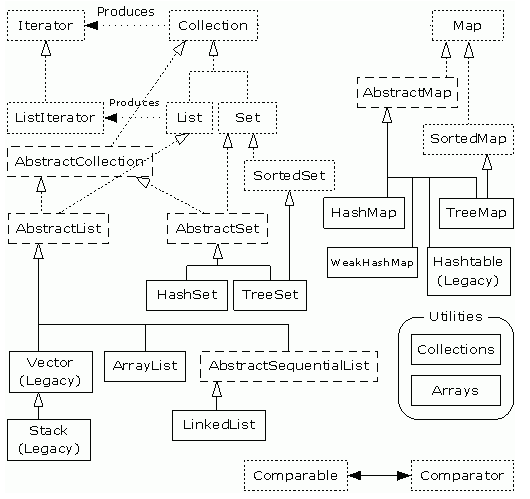 Iterator
Produces
Collection
Map
AbstractMap
ListIterator
Produces
List
Set
SortedMap
AbstractCollection
SortedSet
HashMap
TreeMap
AbstractList
AbstractSet
WeakHashMap
Hashtable
(Legacy)
HashSet
TreeSet
Utilities
Collections
Vector
(Legacy)
ArrayList
AbstractSequentialList
Arrays
Stack
(Legacy)
LinkedList
Comparable
Comparator